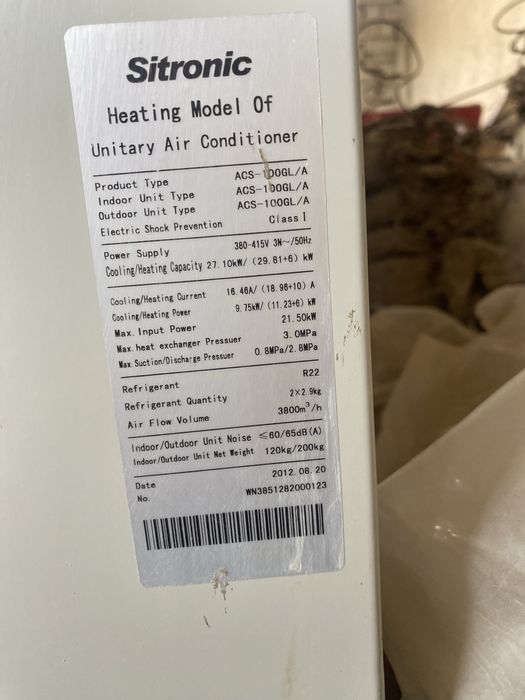 Sitronic
Heating Model Of
Unitary Air Conditioner
Product Type ACS-100GL/A
Indoor Unit Type ACS-100GL/A
Outdoor Unit Type ACS-100GL/A
Electric Shock Prevention Class I
Power Supply 380-415V 3N~/50Hz
Cooling/Heating Capacity 27.10kW/ (29.81+6) kW
Cooling/Heating Current 16.46A/ (18.96+10) A
Cooling/Heating Power 9.75kW/ (11.23+6) kW
Max. Input Power 21.50kW
Max. heat exchanger Pressuer 3.0MPa
Max. Suction/Discharge Pressuer 0.8MPa/2.8MPa
Refrigerant R22
Refrigerant Quantity 2×2.9kg
Air Flow Volume 3800m³/h
Indoor/Outdoor Unit Noise ≤60/65dB(A)
Indoor/Outdoor Unit Net Weight 120kg/200kg
Date 2012.08.20
No. WN3851282000123